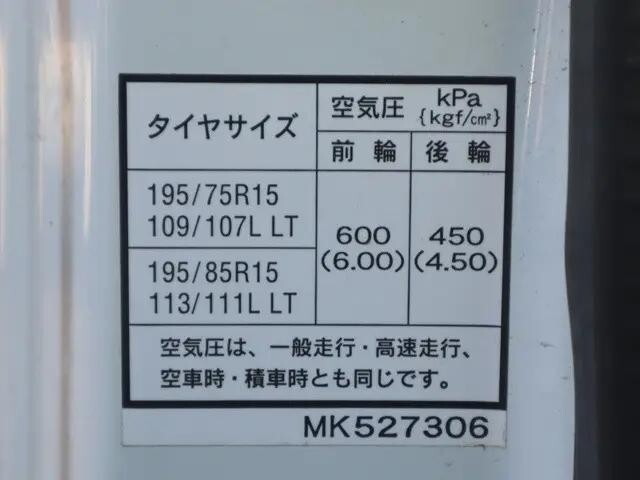 タイヤサイズ
空気圧 kPa
{kgf/cm²}
前輪 後輪
195/75R15
109/107L LT
195/85R15
113/111L LT
600 450
(6.00) (4.50)
空気圧は、一般走行・高速走行、
空車時・積車時とも同じです。
MK527306